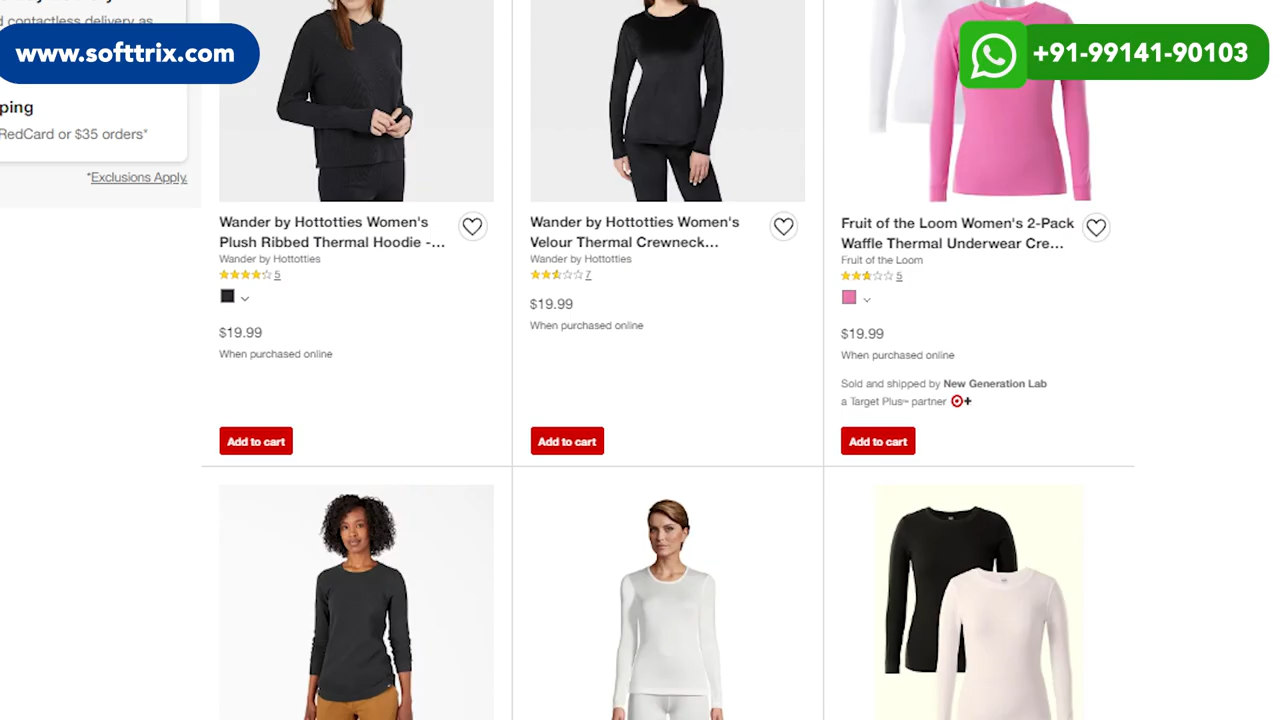 contactless delivery as
www.softtrix.com
+91-99141-90103
ping
RedCard or $35 orders*
*Exclusions Apply.
Wander by Hottotties Women's
Plush Ribbed Thermal Hoodie -...
Wander by Hottotties
5
$19.99
When purchased online
Add to cart
Wander by Hottotties Women's
Velour Thermal Crewneck...
Wander by Hottotties
7
$19.99
When purchased online
Add to cart
Fruit of the Loom Women's 2-Pack
Waffle Thermal Underwear Cre...
Fruit of the Loom
5
$19.99
When purchased online
Sold and shipped by New Generation Lab
a Target Plus™ partner
Add to cart